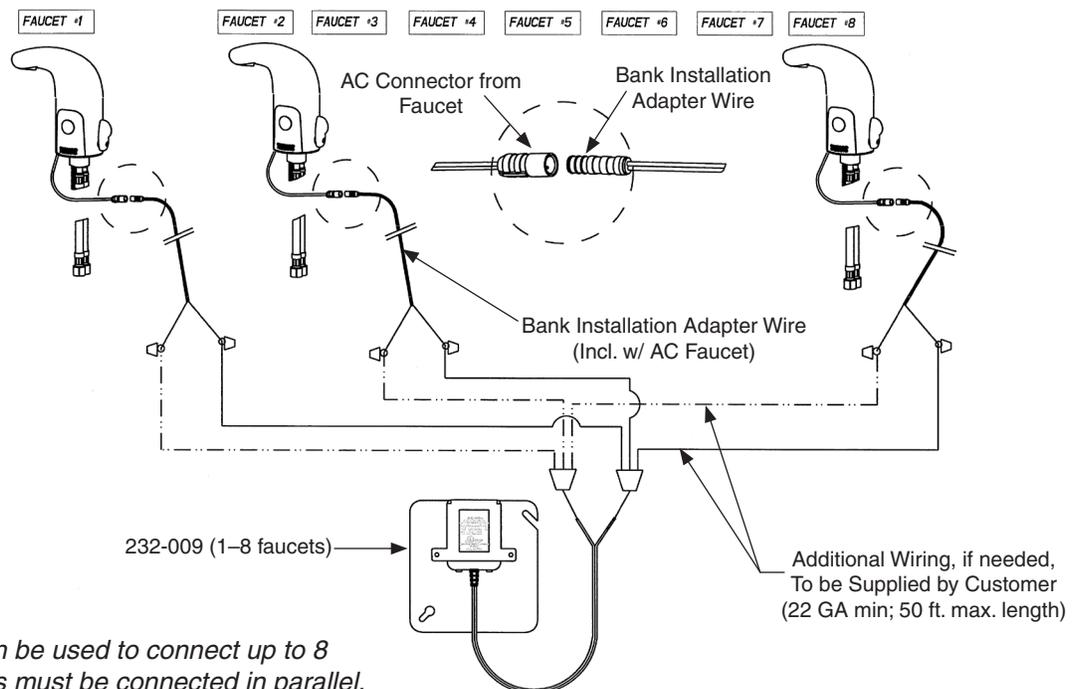 FAUCET #1
FAUCET #2
FAUCET #3
FAUCET #4
FAUCET #5
FAUCET #6
FAUCET #7
FAUCET #8
AC Connector from
Faucet
Bank Installation
Adapter Wire
Bank Installation Adapter Wire
(Incl. w/ AC Faucet)
232-009 (1–8 faucets)
Additional Wiring, if needed,
To be Supplied by Customer
(22 GA min; 50 ft. max. length)
be used to connect up to 8
must be connected in parallel.